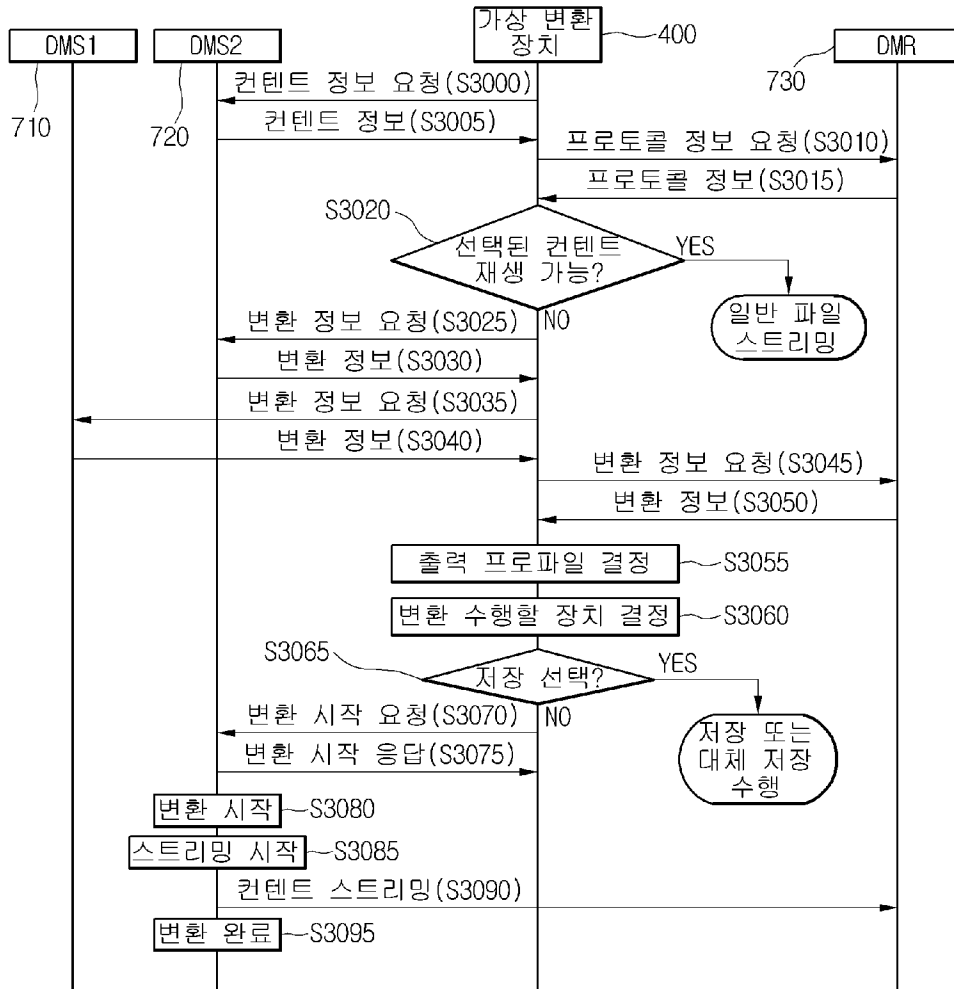 가상 변환
장치
400
DMS1
DMS2
DMR
710
720
730
컨텐트 정보 요청(S3000)
컨텐트 정보(S3005)
프로토콜 정보 요청(S3010)
프로토콜 정보(S3015)
S3020
선택된 컨텐트
재생 가능?
YES
NO
일반 파일
스트리밍
변환 정보 요청(S3025)
변환 정보(S3030)
변환 정보 요청(S3035)
변환 정보(S3040)
변환 정보 요청(S3045)
변환 정보(S3050)
출력 프로파일 결정
S3055
변환 수행할 장치 결정
S3060
S3065
저장 선택?
YES
NO
저장 또는
대체 저장
수행
변환 시작 요청(S3070)
변환 시작 응답(S3075)
변환 시작
S3080
스트리밍 시작
S3085
컨텐트 스트리밍(S3090)
변환 완료
S3095